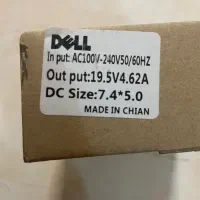 DELL
In put: AC100V-240V50/60HZ
Out put:19.5V4.62A
DC Size:7.4*5.0
MADE IN CHIAN